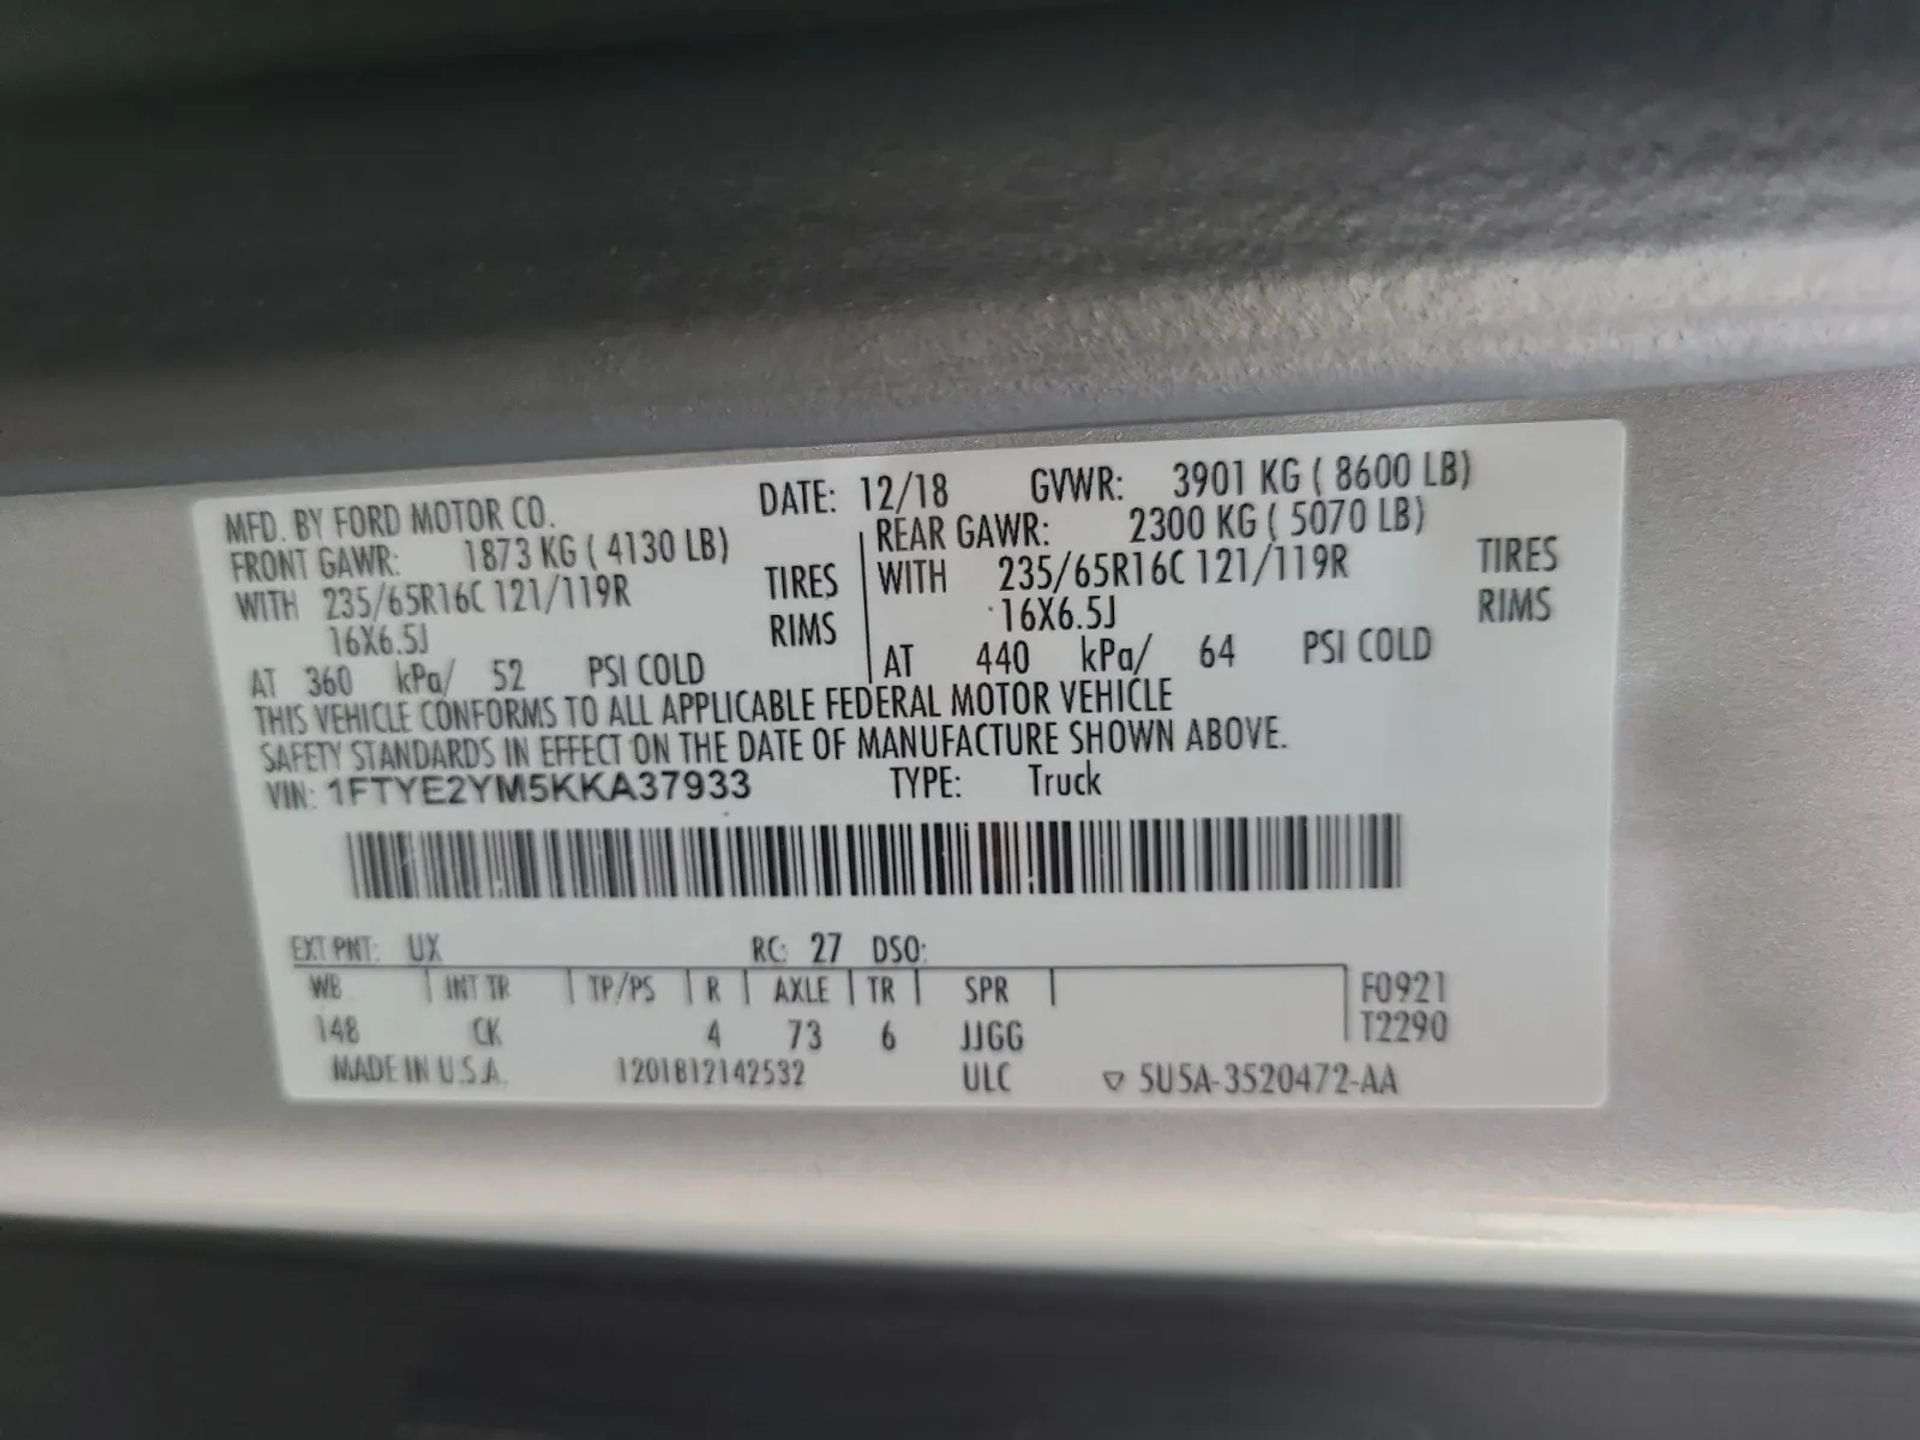 MFD. BY FORD MOTOR CO. DATE: 12/18 GVWR: 3901 KG ( 8600 LB)
FRONT GAWR: 1873 KG ( 4130 LB) REAR GAWR: 2300 KG ( 5070 LB)
WITH 235/65R16C 121/119R TIRES WITH 235/65R16C 121/119R TIRES
16X6.5J RIMS 16X6.5J RIMS
AT 360 kPa/ 52 PSI COLD AT 440 kPa/ 64 PSI COLD
THIS VEHICLE CONFORMS TO ALL APPLICABLE FEDERAL MOTOR VEHICLE
SAFETY STANDARDS IN EFFECT ON THE DATE OF MANUFACTURE SHOWN ABOVE.
VIN: 1FTYE2YM5KKA37933 TYPE: Truck
EXT PNT: UX RC: 27 DSO:
WB INT TR TP/PS R AXLE TR SPR F0921
148 CK 4 73 6 JJGG T2290
MADE IN U.S.A. 1201812142532 ULC ▽ 5U5A-3520472-AA